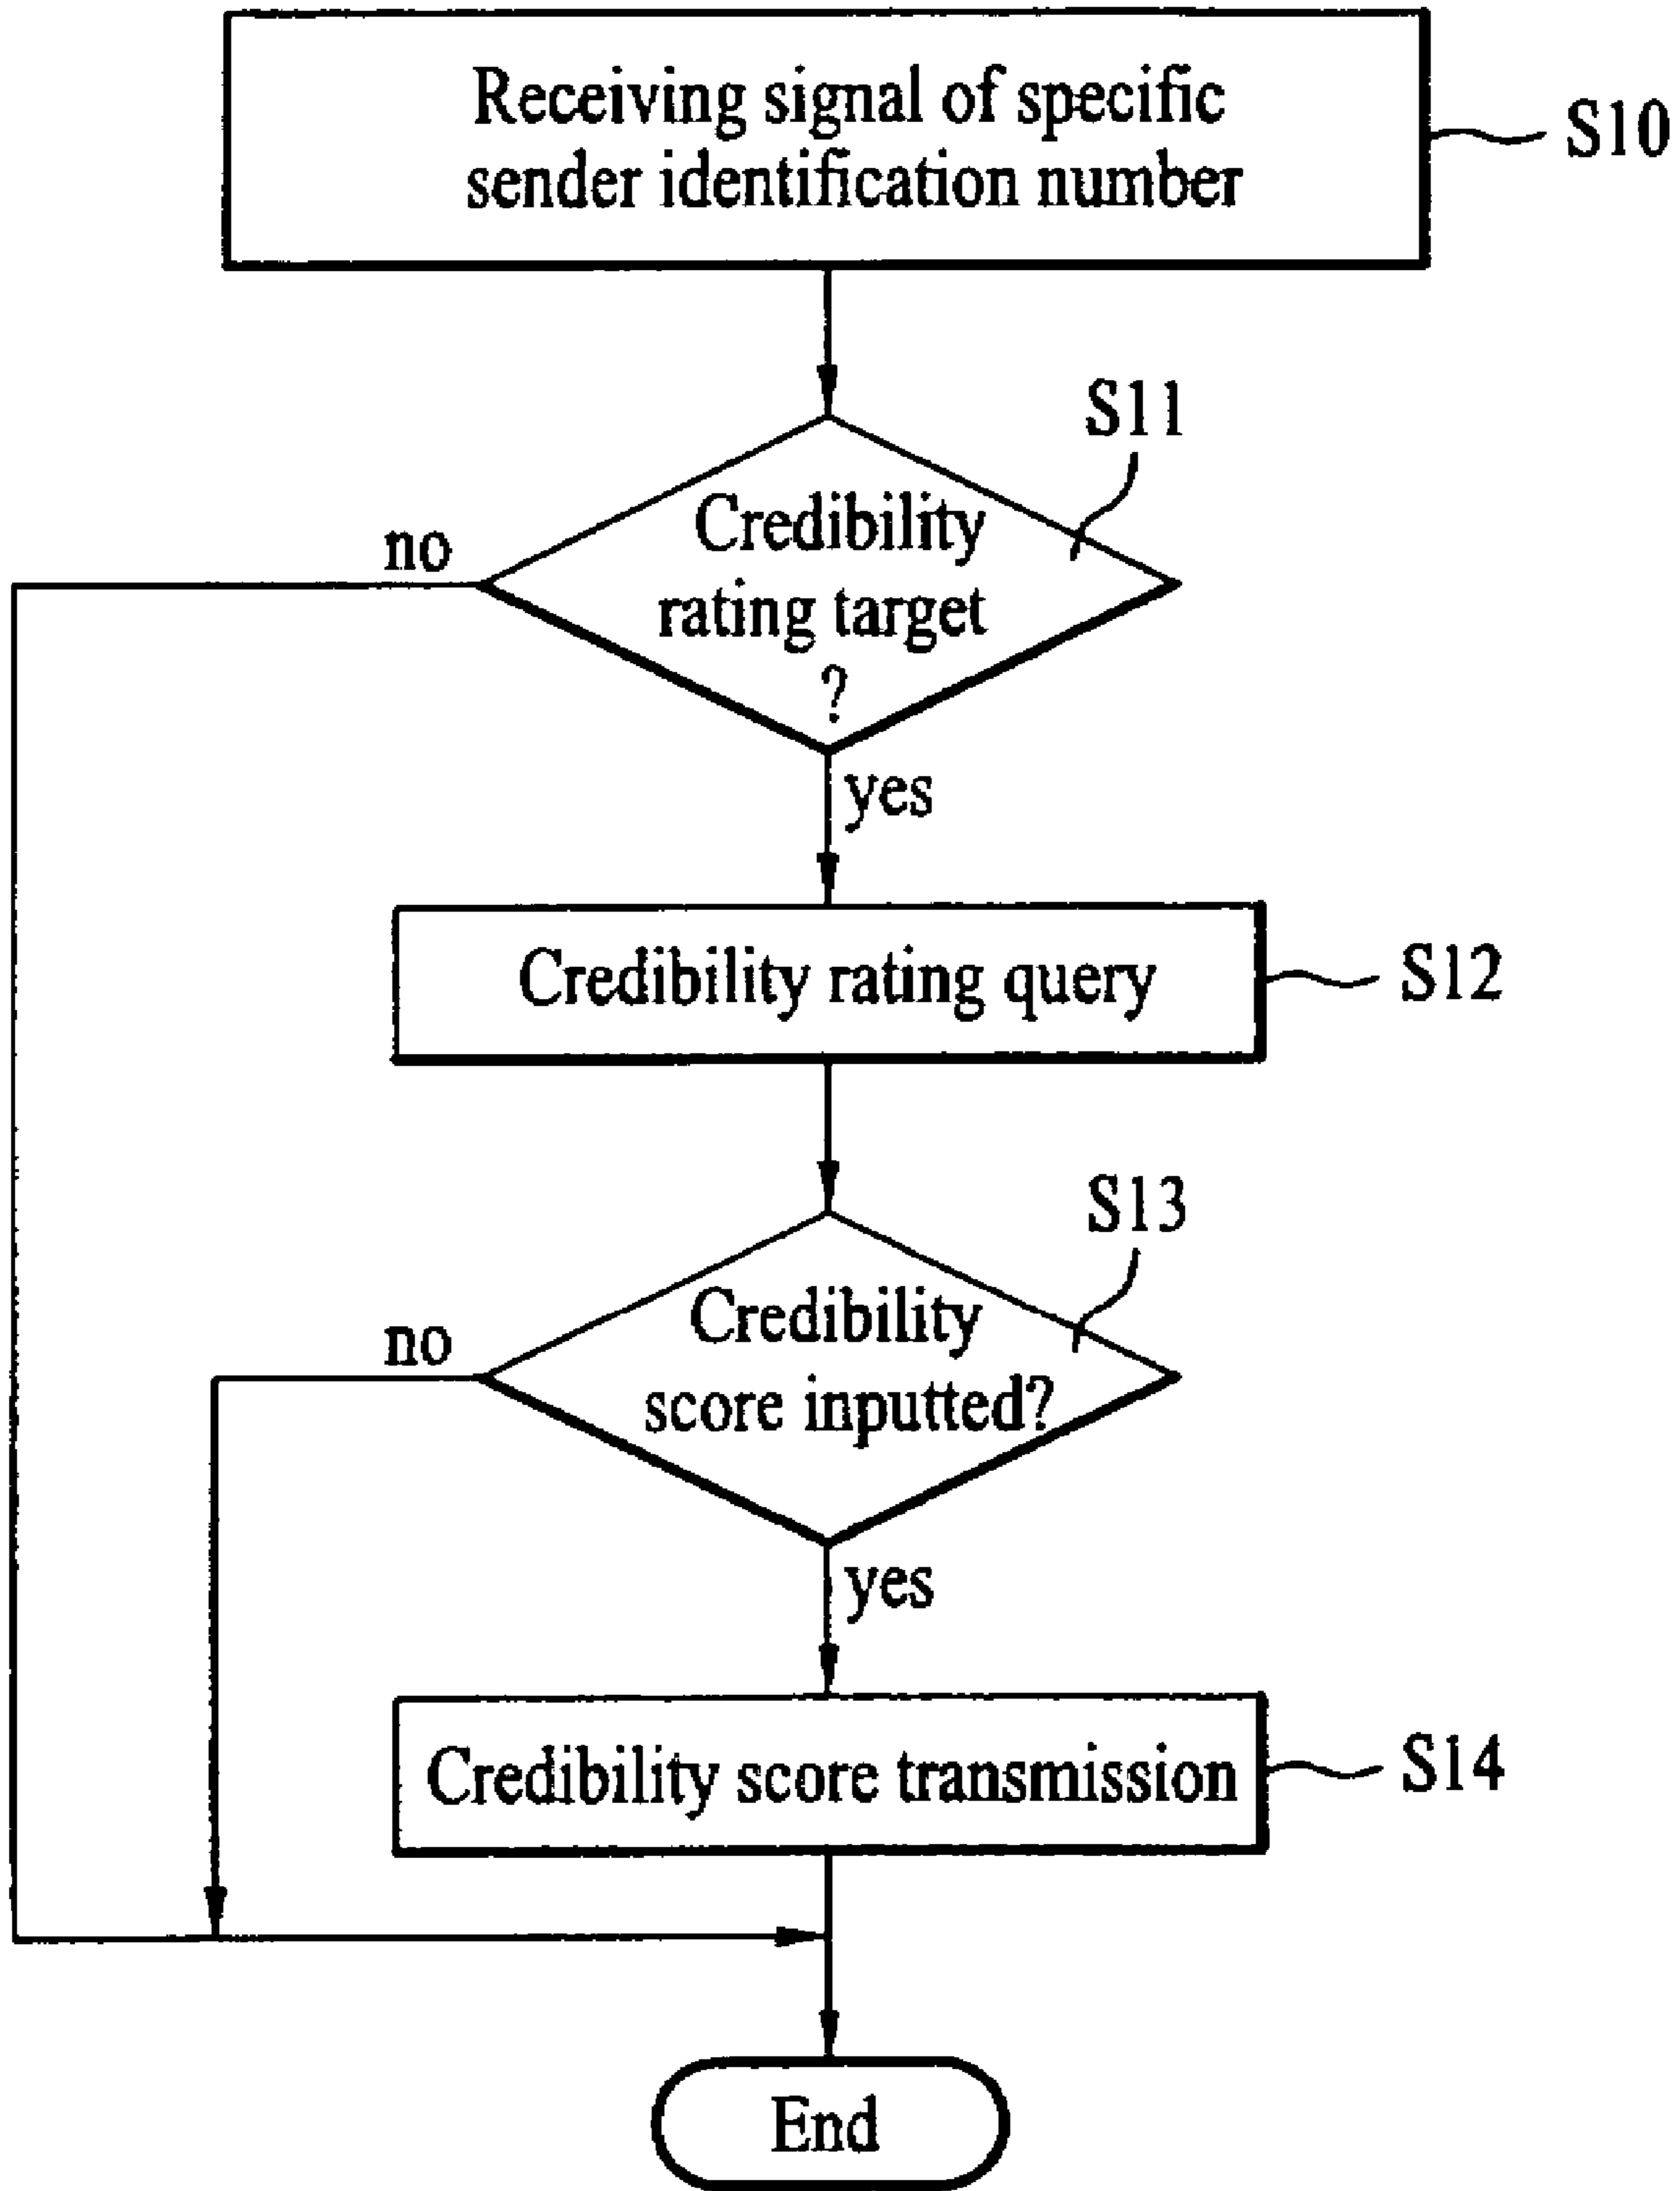 Receiving signal of specific
sender identification number
S10
S11
Credibility
rating target
?
no
yes
Credibility rating query
S12
S13
Credibility
score inputted?
no
yes
Credibility score transmission
S14
End